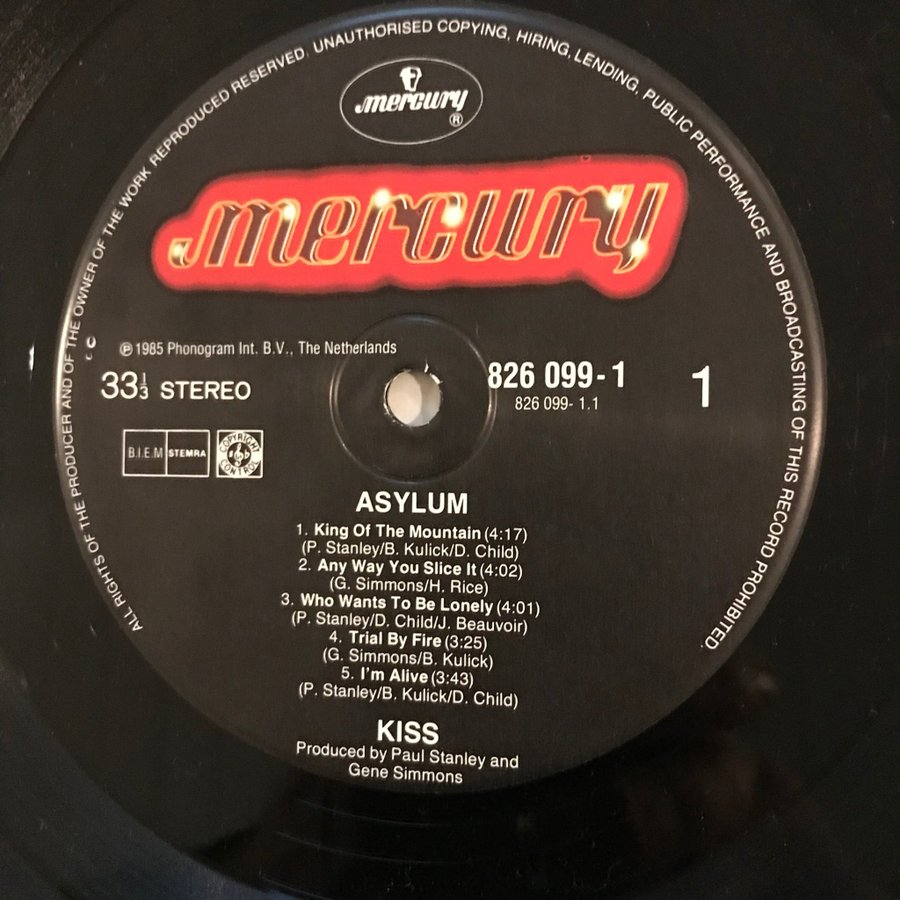 ALL RIGHTS OF THE PRODUCER AND OF THE OWNER OF THE WORK REPRODUCED RESERVED. UNAUTHORISED COPYING, HIRING, LENDING, PUBLIC PERFORMANCE AND BROADCASTING OF THIS RECORD PROHIBITED.
mercury ®
mercury
℗ 1985 Phonogram Int. B.V., The Netherlands
33⅓ STEREO
826 099-1
826 099- 1.1
1
B.I.E.M STEMRA
COPYRIGHT CONTROL
ASYLUM
1. King Of The Mountain (4:17)
(P. Stanley/B. Kulick/D. Child)
2. Any Way You Slice It (4:02)
(G. Simmons/H. Rice)
3. Who Wants To Be Lonely (4:01)
(P. Stanley/D. Child/J. Beauvoir)
4. Trial By Fire (3:25)
(G. Simmons/B. Kulick)
5. I'm Alive (3:43)
(P. Stanley/B. Kulick/D. Child)
KISS
Produced by Paul Stanley and
Gene Simmons